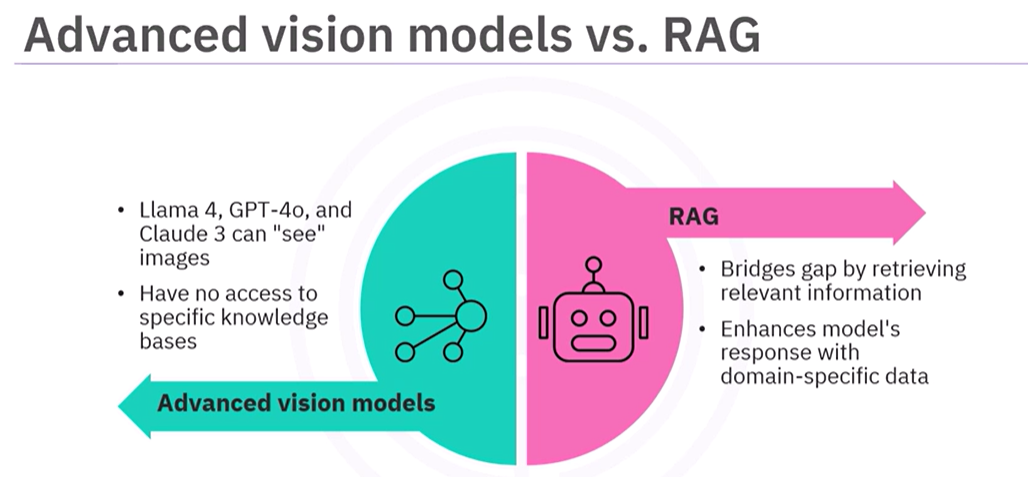 Advanced vision models vs. RAG
• Llama 4, GPT-4o, and
Claude 3 can "see"
images
• Have no access to
specific knowledge
bases
Advanced vision models
RAG
• Bridges gap by retrieving
relevant information
• Enhances model's
response with
domain-specific data